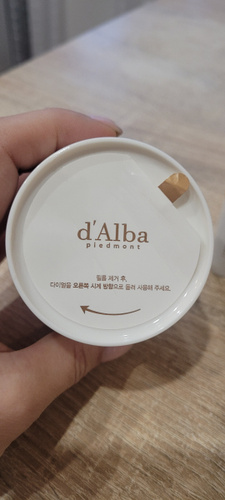 d'Alba
piedmont
필름 제거 후,
다이얼을 오른쪽 시계 방향으로 돌려 사용해 주세요.